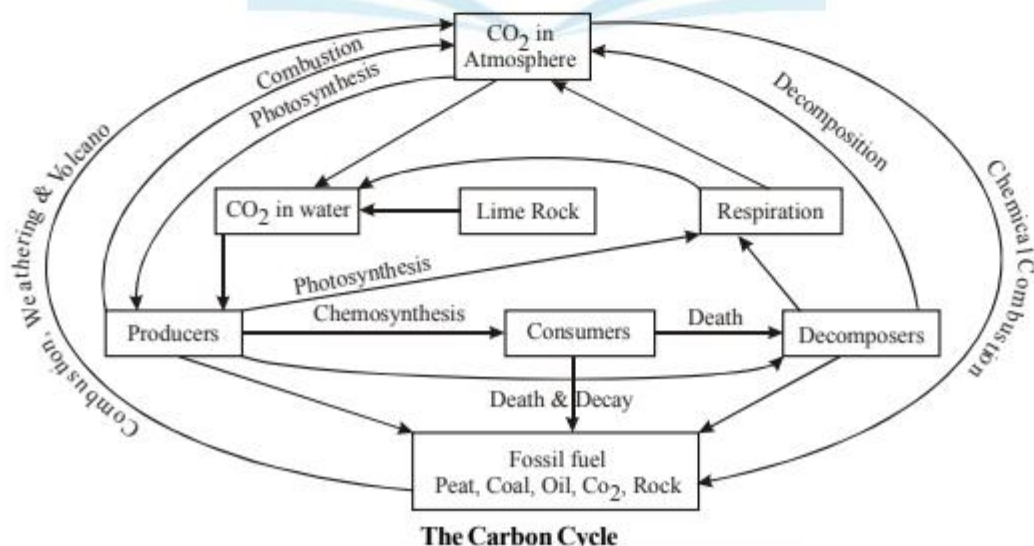 CO2 in
Atmosphere
Combustion
Photosynthesis
Decomposition
Combustion, Weathering & Volcano
Chemical Combustion
CO2 in water
Lime Rock
Respiration
Photosynthesis
Chemosynthesis
Producers
Consumers
Death
Decomposers
Death & Decay
Fossil fuel
Peat, Coal, Oil, Co2, Rock
The Carbon Cycle